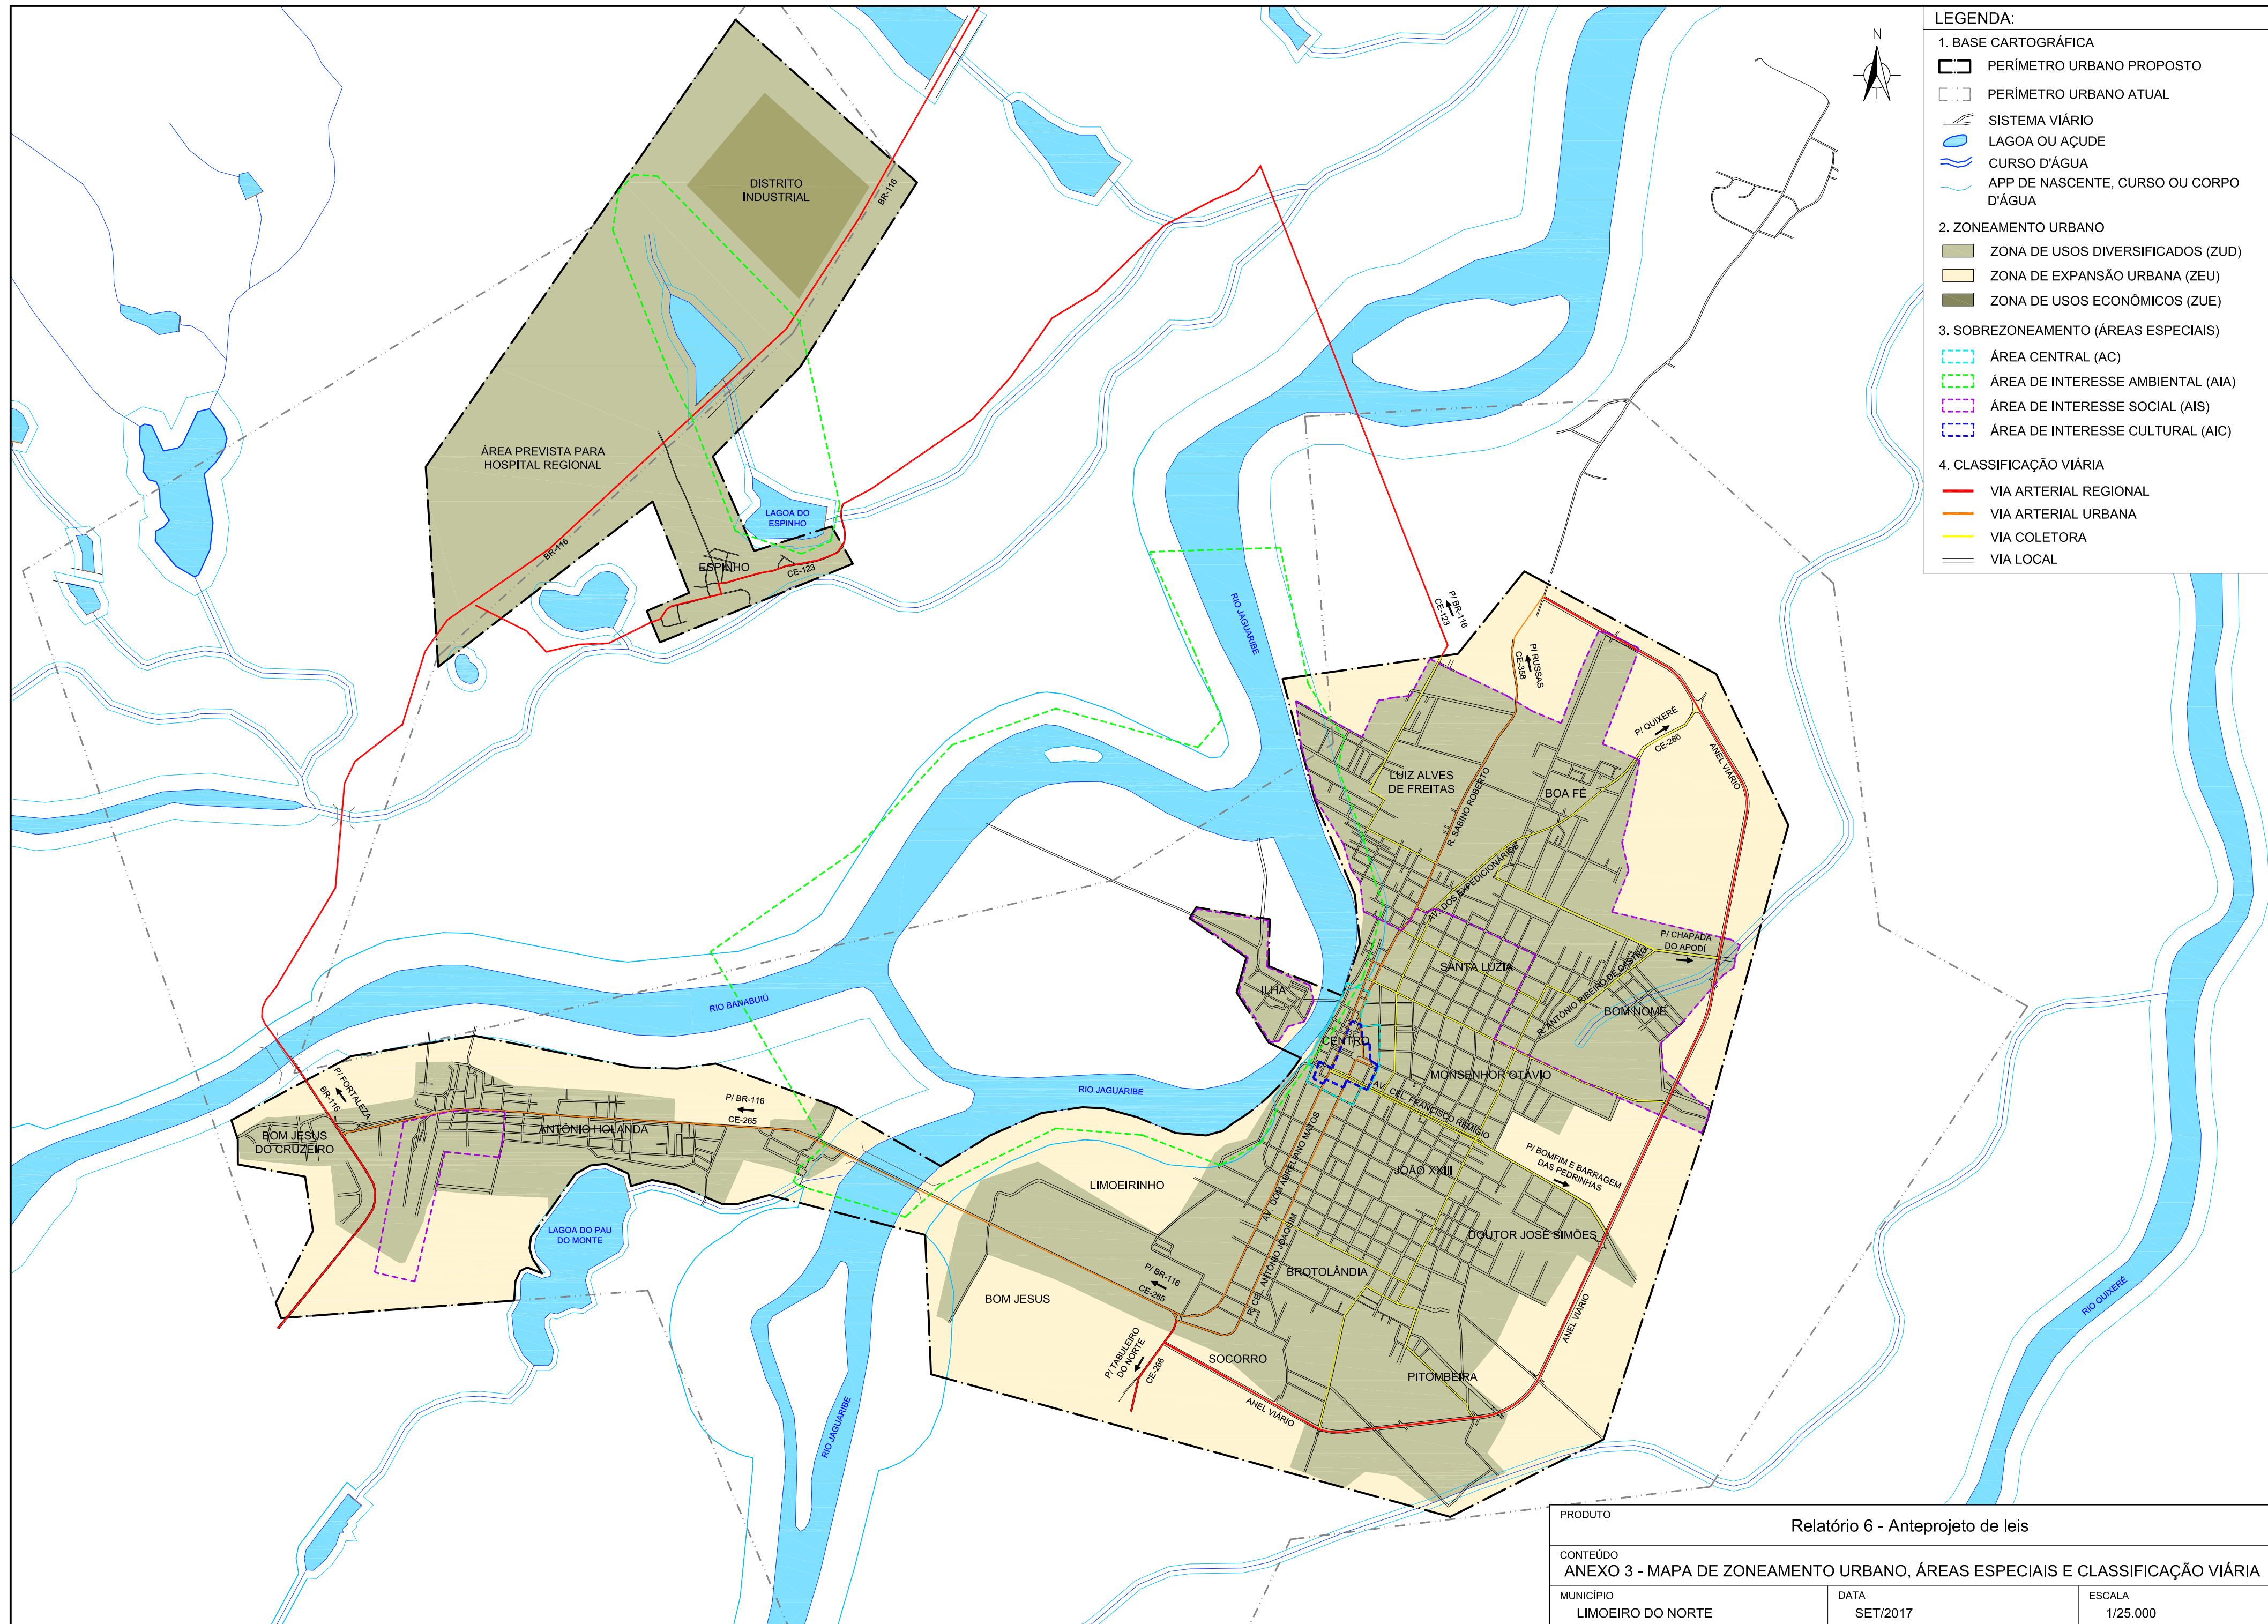 LEGENDA:
1. BASE CARTOGRÁFICA
PERÍMETRO URBANO PROPOSTO
PERÍMETRO URBANO ATUAL
SISTEMA VIÁRIO
LAGOA OU AÇUDE
CURSO D'ÁGUA
APP DE NASCENTE, CURSO OU CORPO
D'ÁGUA
2. ZONEAMENTO URBANO
ZONA DE USOS DIVERSIFICADOS (ZUD)
ZONA DE EXPANSÃO URBANA (ZEU)
ZONA DE USOS ECONÔMICOS (ZUE)
3. SOBREZONEAMENTO (ÁREAS ESPECIAIS)
ÁREA CENTRAL (AC)
ÁREA DE INTERESSE AMBIENTAL (AIA)
ÁREA DE INTERESSE SOCIAL (AIS)
ÁREA DE INTERESSE CULTURAL (AIC)
4. CLASSIFICAÇÃO VIÁRIA
VIA ARTERIAL REGIONAL
VIA ARTERIAL URBANA
VIA COLETORA
VIA LOCAL
N
DISTRITO
INDUSTRIAL
BR-116
ÁREA PREVISTA PARA
HOSPITAL REGIONAL
LAGOA DO
ESPINHO
BR-116
ESPINHO
CE-123
RIO JAGUARIBE
P/ BR-116
CE-123
P/ RUSSAS
CE-358
P/ QUIXERÉ
CE-266
ANEL VIÁRIO
LUIZ ALVES
DE FREITAS
R. SABINO ROBERTO
BOA FÉ
AV. DOS EXPEDICIONÁRIOS
P/ CHAPADA
DO APODÍ
SANTA LUZIA
R. ANTÔNIO RIBEIRO DE CASTRO
BOM NOME
ILHA
RIO BANABUIÚ
CENTRO
MONSENHOR OTÁVIO
RIO JAGUARIBE
AV. CEL. FRANCISCO REMÍGIO
P/ FORTALEZA
BR-116
P/ BR-116
CE-265
BOM JESUS
DO CRUZEIRO
ANTÔNIO HOLANDA
P/ BOMFIM E BARRAGEM
DAS PEDRINHAS
AV. DOM AURELIANO MATOS
JOÃO XXIII
LIMOEIRINHO
LAGOA DO PAU
DO MONTE
DOUTOR JOSÉ SIMÕES
R. CEL. ANTÔNIO JOAQUIM
BROTOLÂNDIA
P/ BR-116
CE-265
BOM JESUS
RIO QUIXERÉ
ANEL VIÁRIO
P/ TABULEIRO
DO NORTE
CE-266
SOCORRO
PITOMBEIRA
ANEL VIÁRIO
RIO JAGUARIBE
PRODUTO
Relatório 6 - Anteprojeto de leis
CONTEÚDO
ANEXO 3 - MAPA DE ZONEAMENTO URBANO, ÁREAS ESPECIAIS E CLASSIFICAÇÃO VIÁRIA
MUNICÍPIO
LIMOEIRO DO NORTE
DATA
SET/2017
ESCALA
1/25.000